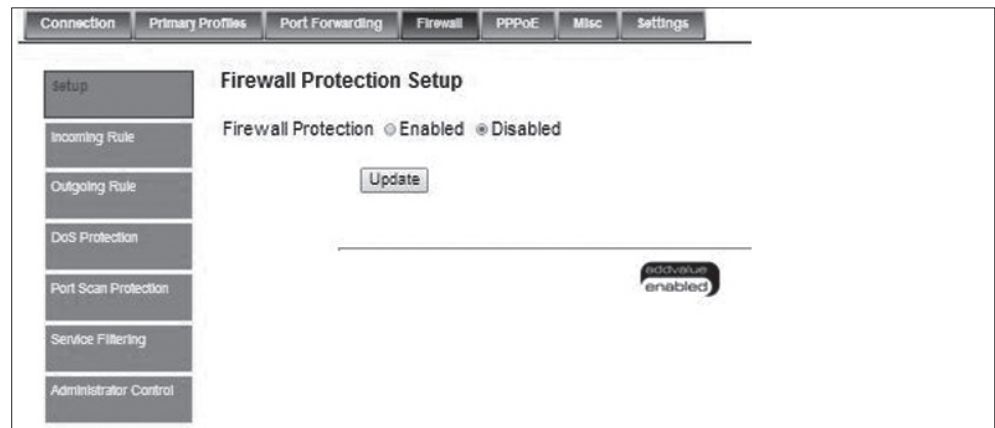 Connection Primary Profiles Port Forwarding Firewall PPPoE Misc Settings
Setup
Incoming Rule
Outgoing Rule
DoS Protection
Port Scan Protection
Service Filtering
Administrator Control
Firewall Protection Setup
Firewall Protection Enabled Disabled
Update
addvalue
enabled